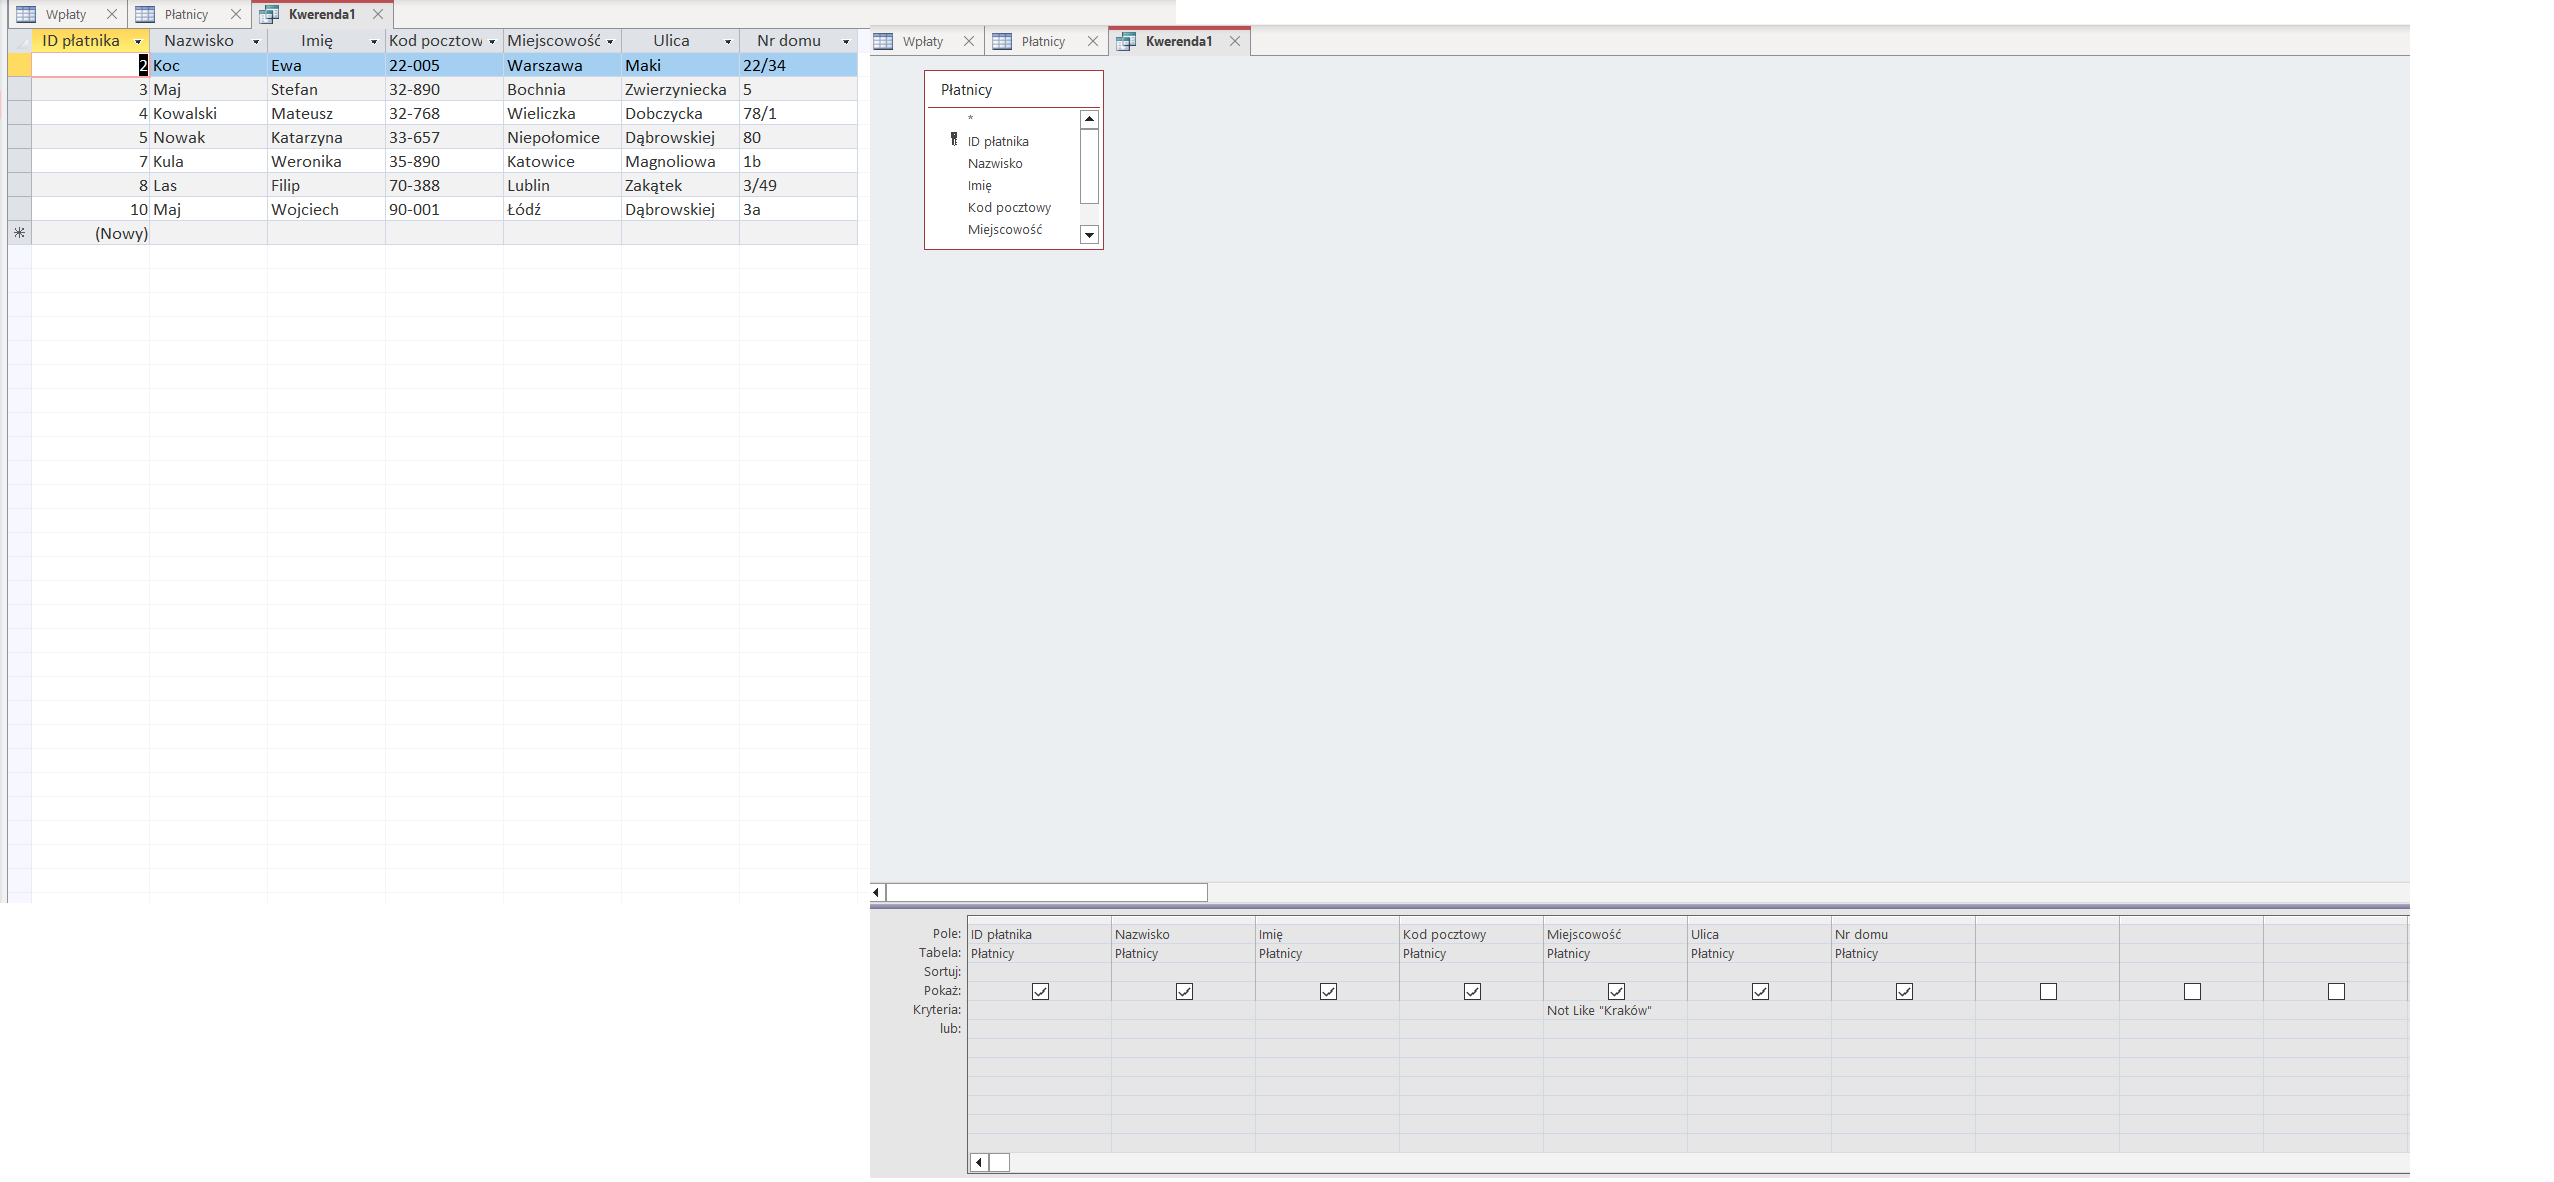 Wpłaty Płatnicy Kwerenda1
ID płatnika Nazwisko Imię Kod pocztow Miejscowość Ulica Nr domu
2 Koc Ewa 22-005 Warszawa Maki 22/34
3 Maj Stefan 32-890 Bochnia Zwierzyniecka 5
4 Kowalski Mateusz 32-768 Wieliczka Dobczycka 78/1
5 Nowak Katarzyna 33-657 Niepołomice Dąbrowskiej 80
7 Kula Weronika 35-890 Katowice Magnoliowa 1b
8 Las Filip 70-388 Lublin Zakątek 3/49
10 Maj Wojciech 90-001 Łódź Dąbrowskiej 3a
(Nowy)
Wpłaty Płatnicy Kwerenda1
Płatnicy
*
ID płatnika
Nazwisko
Imię
Kod pocztowy
Miejscowość
Pole: ID płatnika Nazwisko Imię Kod pocztowy Miejscowość Ulica Nr domu
Tabela: Płatnicy Płatnicy Płatnicy Płatnicy Płatnicy Płatnicy Płatnicy
Sortuj:
Pokaż:
Kryteria: Not Like "Kraków"
lub: